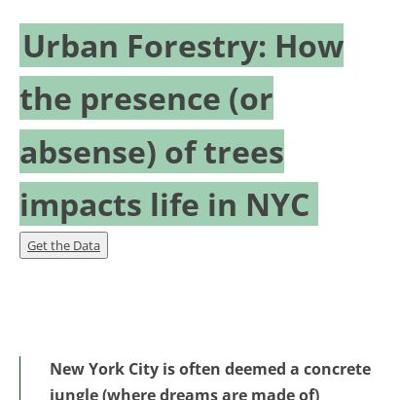 Urban Forestry: How
the presence (or
absense) of trees
impacts life in NYC
Get the Data
New York City is often deemed a concrete
jungle (where dreams are made of)